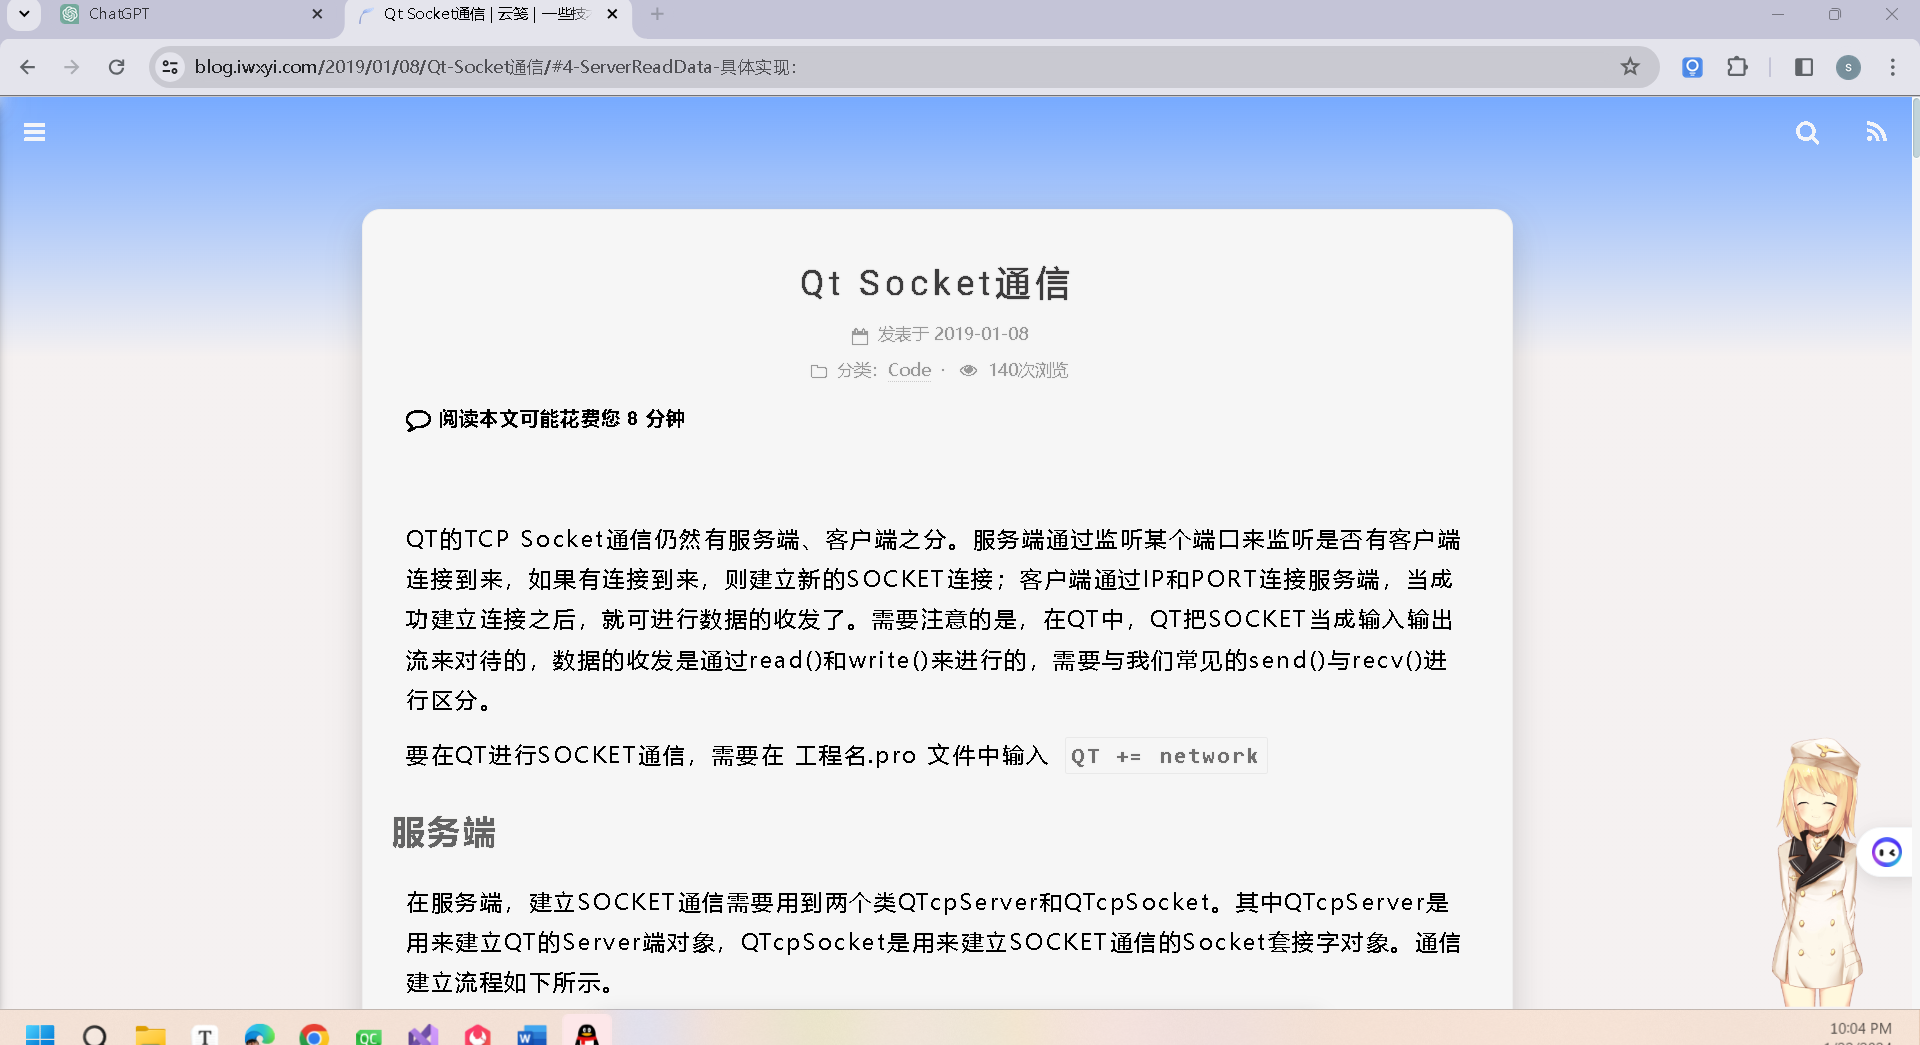 ChatGPT
Qt Socket通信 | 云笺 | 一些技
blog.iwxyi.com/2019/01/08/Qt-Socket通信/#4-ServerReadData-具体实现:
S
Qt Socket通信
发表于 2019-01-08
分类: Code · 140次浏览
阅读本文可能花费您 8 分钟
QT的TCP Socket通信仍然有服务端、客户端之分。服务端通过监听某个端口来监听是否有客户端
连接到来，如果有连接到来，则建立新的SOCKET连接；客户端通过IP和PORT连接服务端，当成
功建立连接之后，就可进行数据的收发了。需要注意的是，在QT中，QT把SOCKET当成输入输出
流来对待的，数据的收发是通过read()和write()来进行的，需要与我们常见的send()与recv()进
行区分。
要在QT进行SOCKET通信，需要在 工程名.pro 文件中输入 QT += network
服务端
在服务端，建立SOCKET通信需要用到两个类QTcpServer和QTcpSocket。其中QTcpServer是
用来建立QT的Server端对象，QTcpSocket是用来建立SOCKET通信的Socket套接字对象。通信
建立流程如下所示。
T
QC
W
10:04 PM